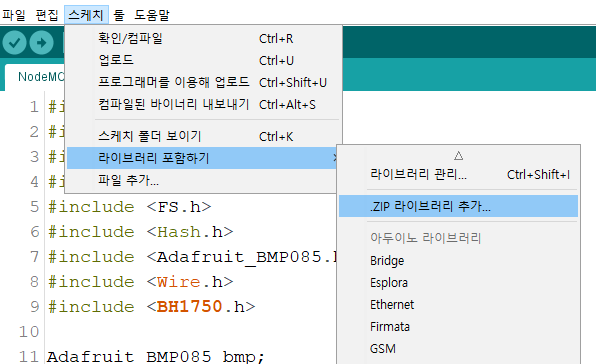 파일 편집 스케치 툴 도움말
NodeMC
확인/컴파일 Ctrl+R
업로드 Ctrl+U
프로그래머를 이용해 업로드 Ctrl+Shift+U
컴파일된 바이너리 내보내기 Ctrl+Alt+S
스케치 폴더 보이기 Ctrl+K
라이브러리 포함하기
파일 추가...
라이브러리 관리... Ctrl+Shift+I
.ZIP 라이브러리 추가...
아두이노 라이브러리
Bridge
Esplora
Ethernet
Firmata
GSM
1 #i
2 #i
3 #i
4 #i
5 #include <FS.h>
6 #include <Hash.h>
7 #include <Adafruit_BMP085.h
8 #include <Wire.h>
9 #include <BH1750.h>
10
11 Adafruit_BMP085 bmp;